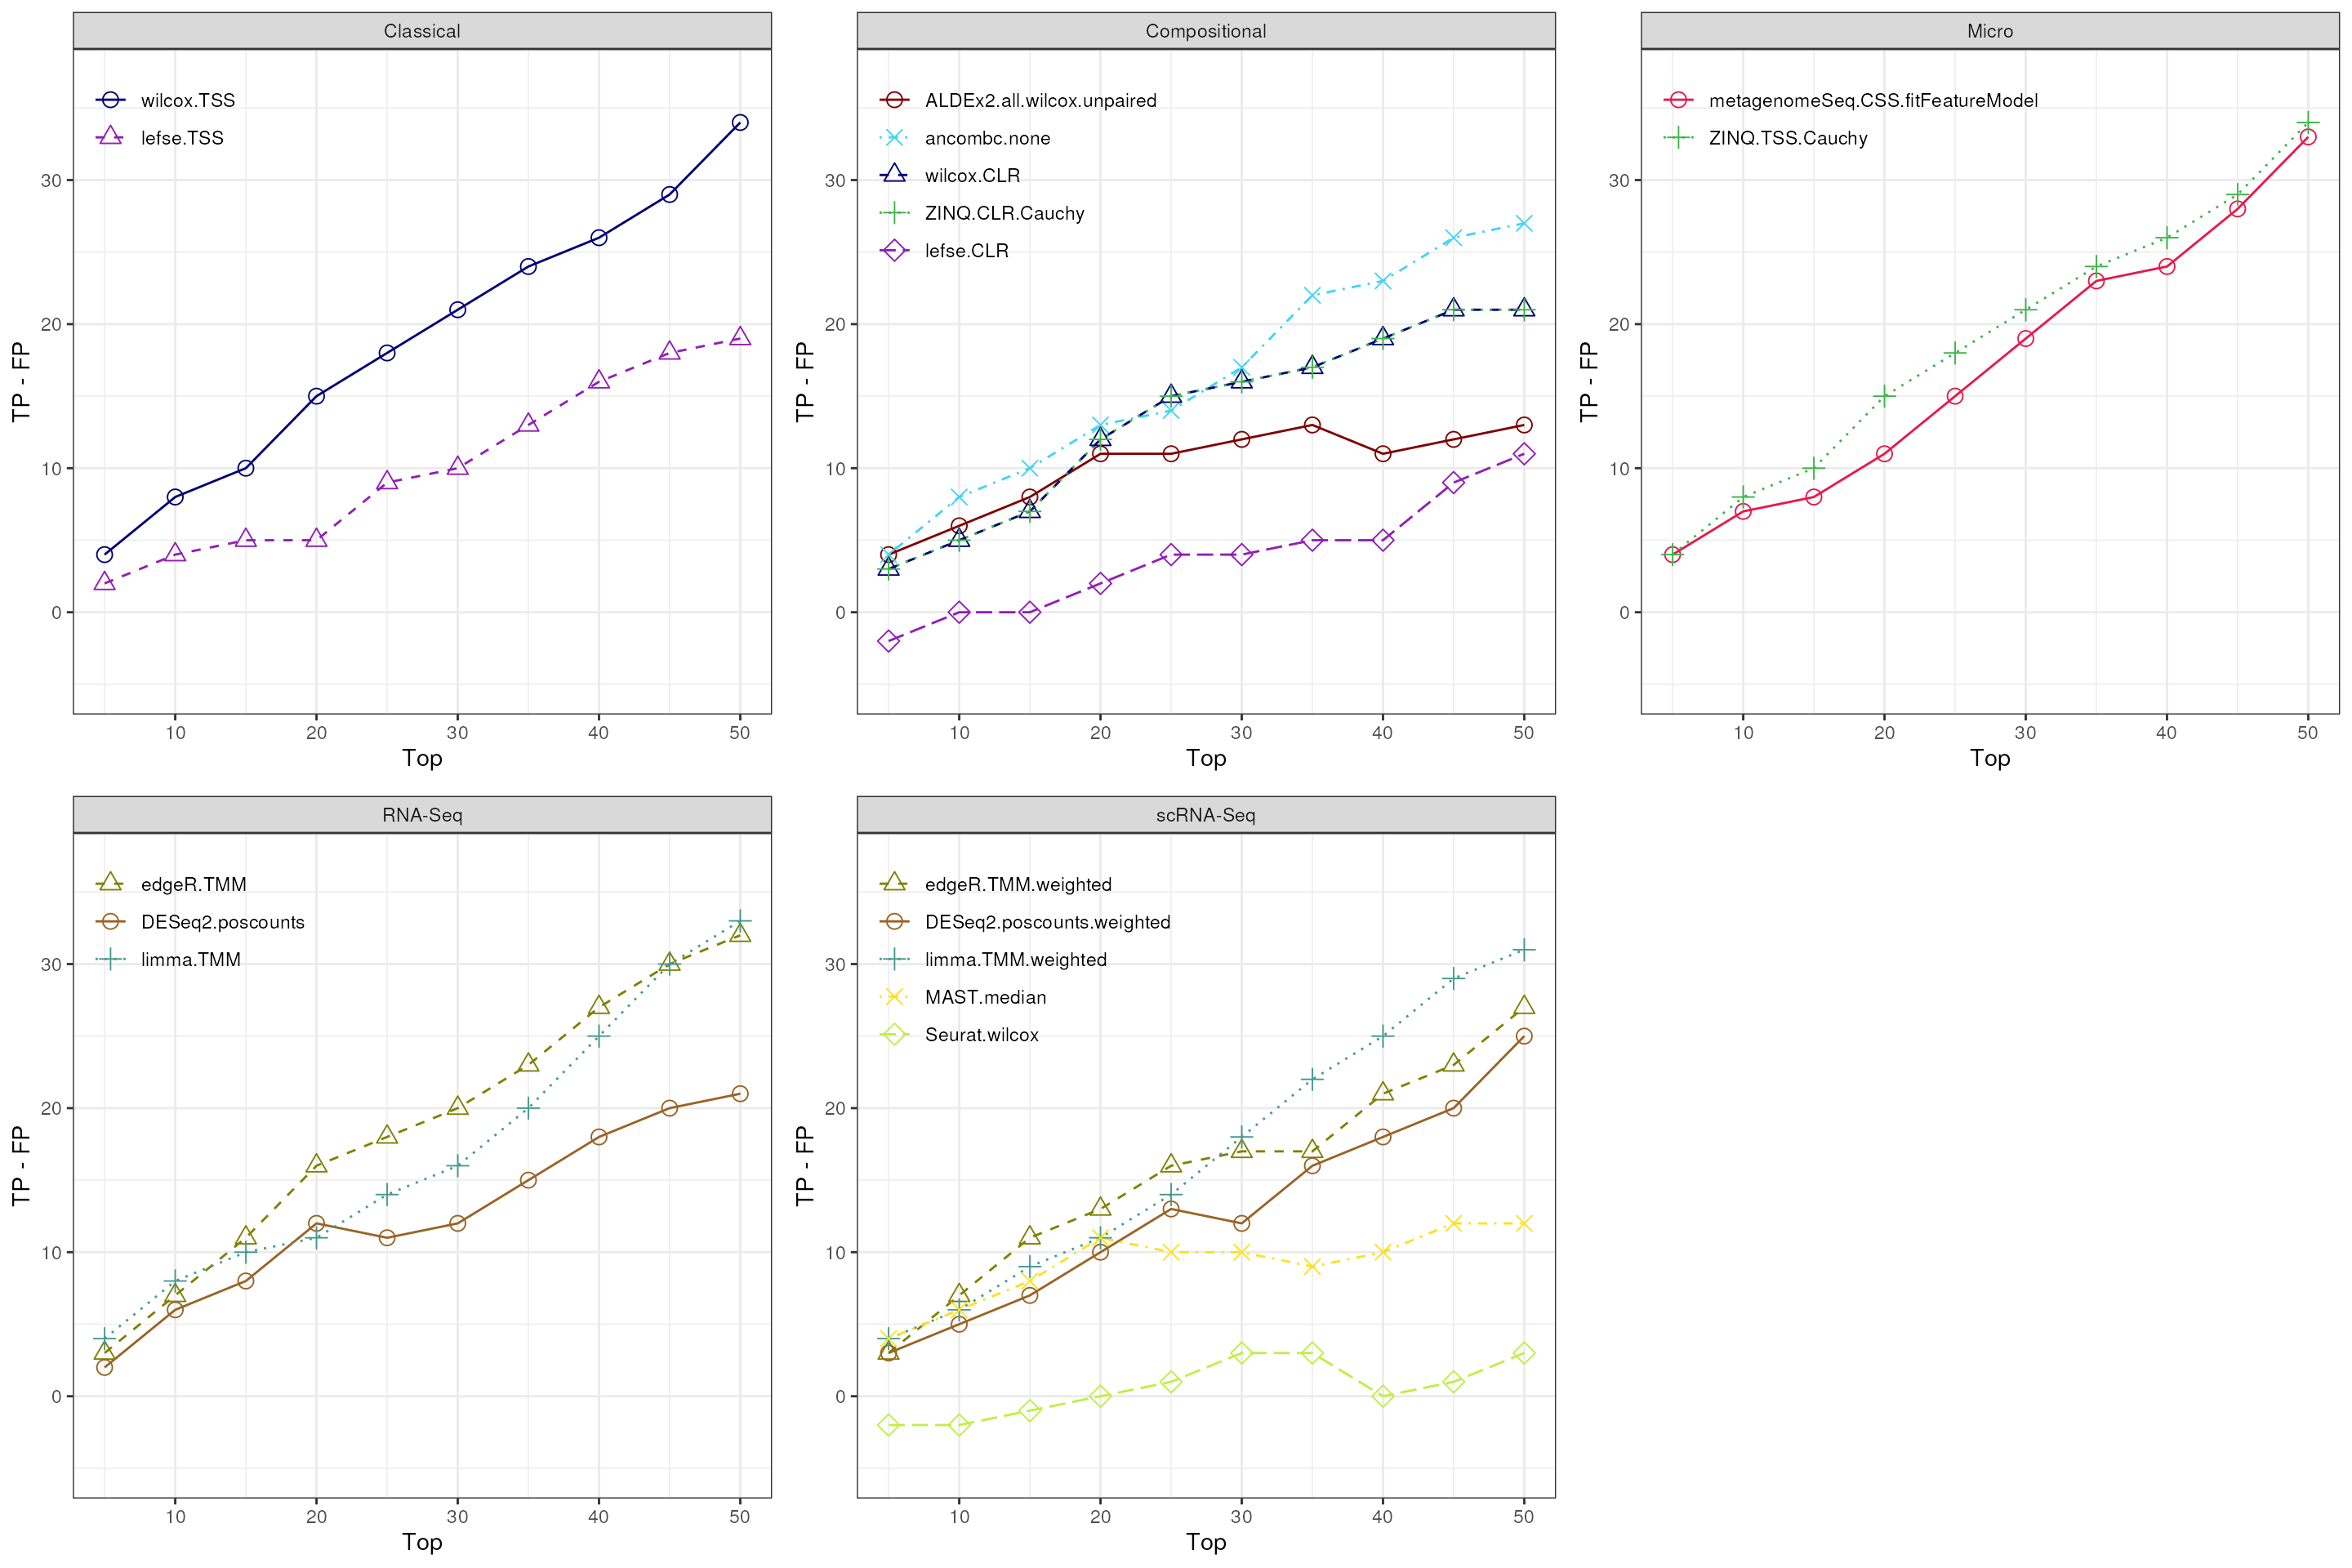 Classical
wilcox.TSS
lefse.TSS
30
20
10
0
TP - FP
10 20 30 40 50
Top
Compositional
ALDEx2.all.wilcox.unpaired
ancombc.none
wilcox.CLR
ZINQ.CLR.Cauchy
lefse.CLR
30
20
10
0
TP - FP
10 20 30 40 50
Top
Micro
metagenomeSeq.CSS.fitFeatureModel
ZINQ.TSS.Cauchy
30
20
10
0
TP - FP
10 20 30 40 50
Top
RNA-Seq
edgeR.TMM
DESeq2.poscounts
limma.TMM
30
20
10
0
TP - FP
10 20 30 40 50
Top
scRNA-Seq
edgeR.TMM.weighted
DESeq2.poscounts.weighted
limma.TMM.weighted
MAST.median
Seurat.wilcox
30
20
10
0
TP - FP
10 20 30 40 50
Top